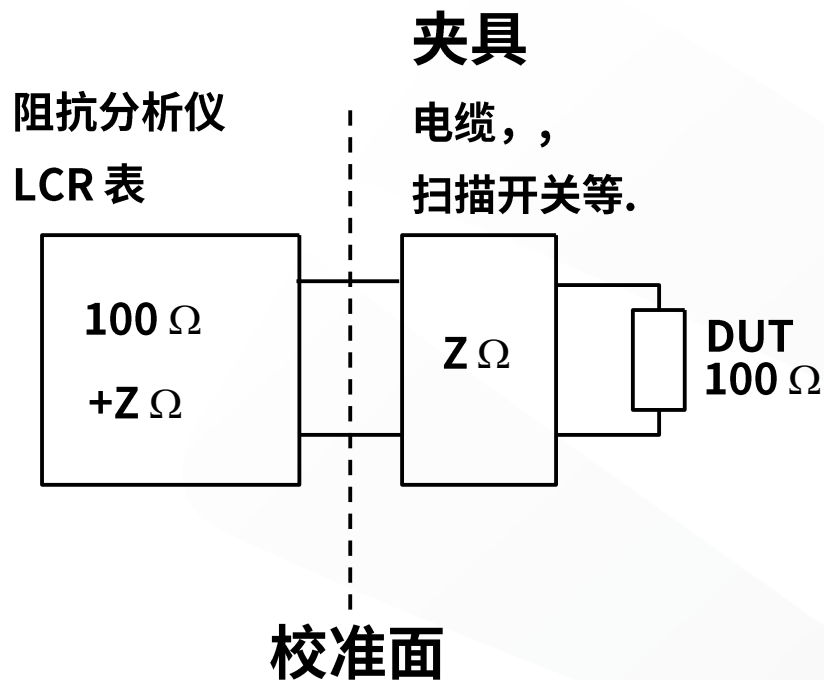 夹具
阻抗分析仪
LCR 表
电缆，，
扫描开关等.
100 Ω
+Z Ω
Z Ω
DUT
100 Ω
校准面